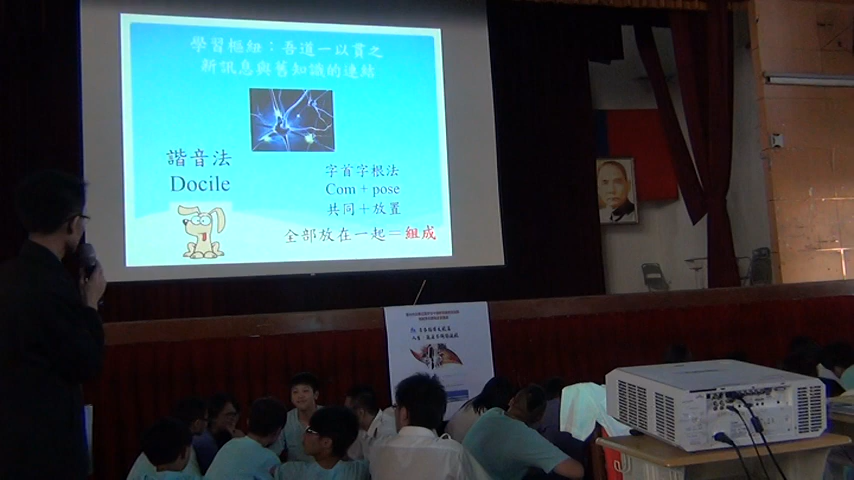 學習樞紐：吾道一以貫之
新訊息與舊知識的連結
諧音法
Docile
字首字根法
Com + pose
共同＋放置
全部放在一起＝組成